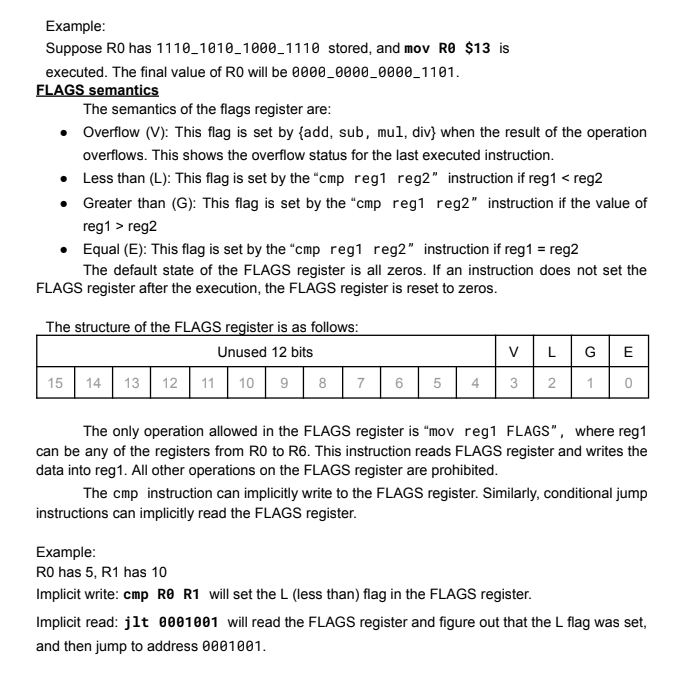 Example:
Suppose R0 has 1110_1010_1000_1110 stored, and mov R0 $13 is
executed. The final value of R0 will be 0000_0000_0000_1101.
FLAGS semantics
The semantics of the flags register are:
● Overflow (V): This flag is set by {add, sub, mul, div} when the result of the operation
overflows. This shows the overflow status for the last executed instruction.
● Less than (L): This flag is set by the “cmp reg1 reg2” instruction if reg1 < reg2
● Greater than (G): This flag is set by the “cmp reg1 reg2” instruction if the value of
reg1 > reg2
● Equal (E): This flag is set by the “cmp reg1 reg2” instruction if reg1 = reg2
The default state of the FLAGS register is all zeros. If an instruction does not set the
FLAGS register after the execution, the FLAGS register is reset to zeros.
The structure of the FLAGS register is as follows:
Unused 12 bits V L G E
15 14 13 12 11 10 9 8 7 6 5 4 3 2 1 0
The only operation allowed in the FLAGS register is “mov reg1 FLAGS”, where reg1
can be any of the registers from R0 to R6. This instruction reads FLAGS register and writes the
data into reg1. All other operations on the FLAGS register are prohibited.
The cmp instruction can implicitly write to the FLAGS register. Similarly, conditional jump
instructions can implicitly read the FLAGS register.
Example:
R0 has 5, R1 has 10
Implicit write: cmp R0 R1 will set the L (less than) flag in the FLAGS register.
Implicit read: jlt 0001001 will read the FLAGS register and figure out that the L flag was set,
and then jump to address 0001001.